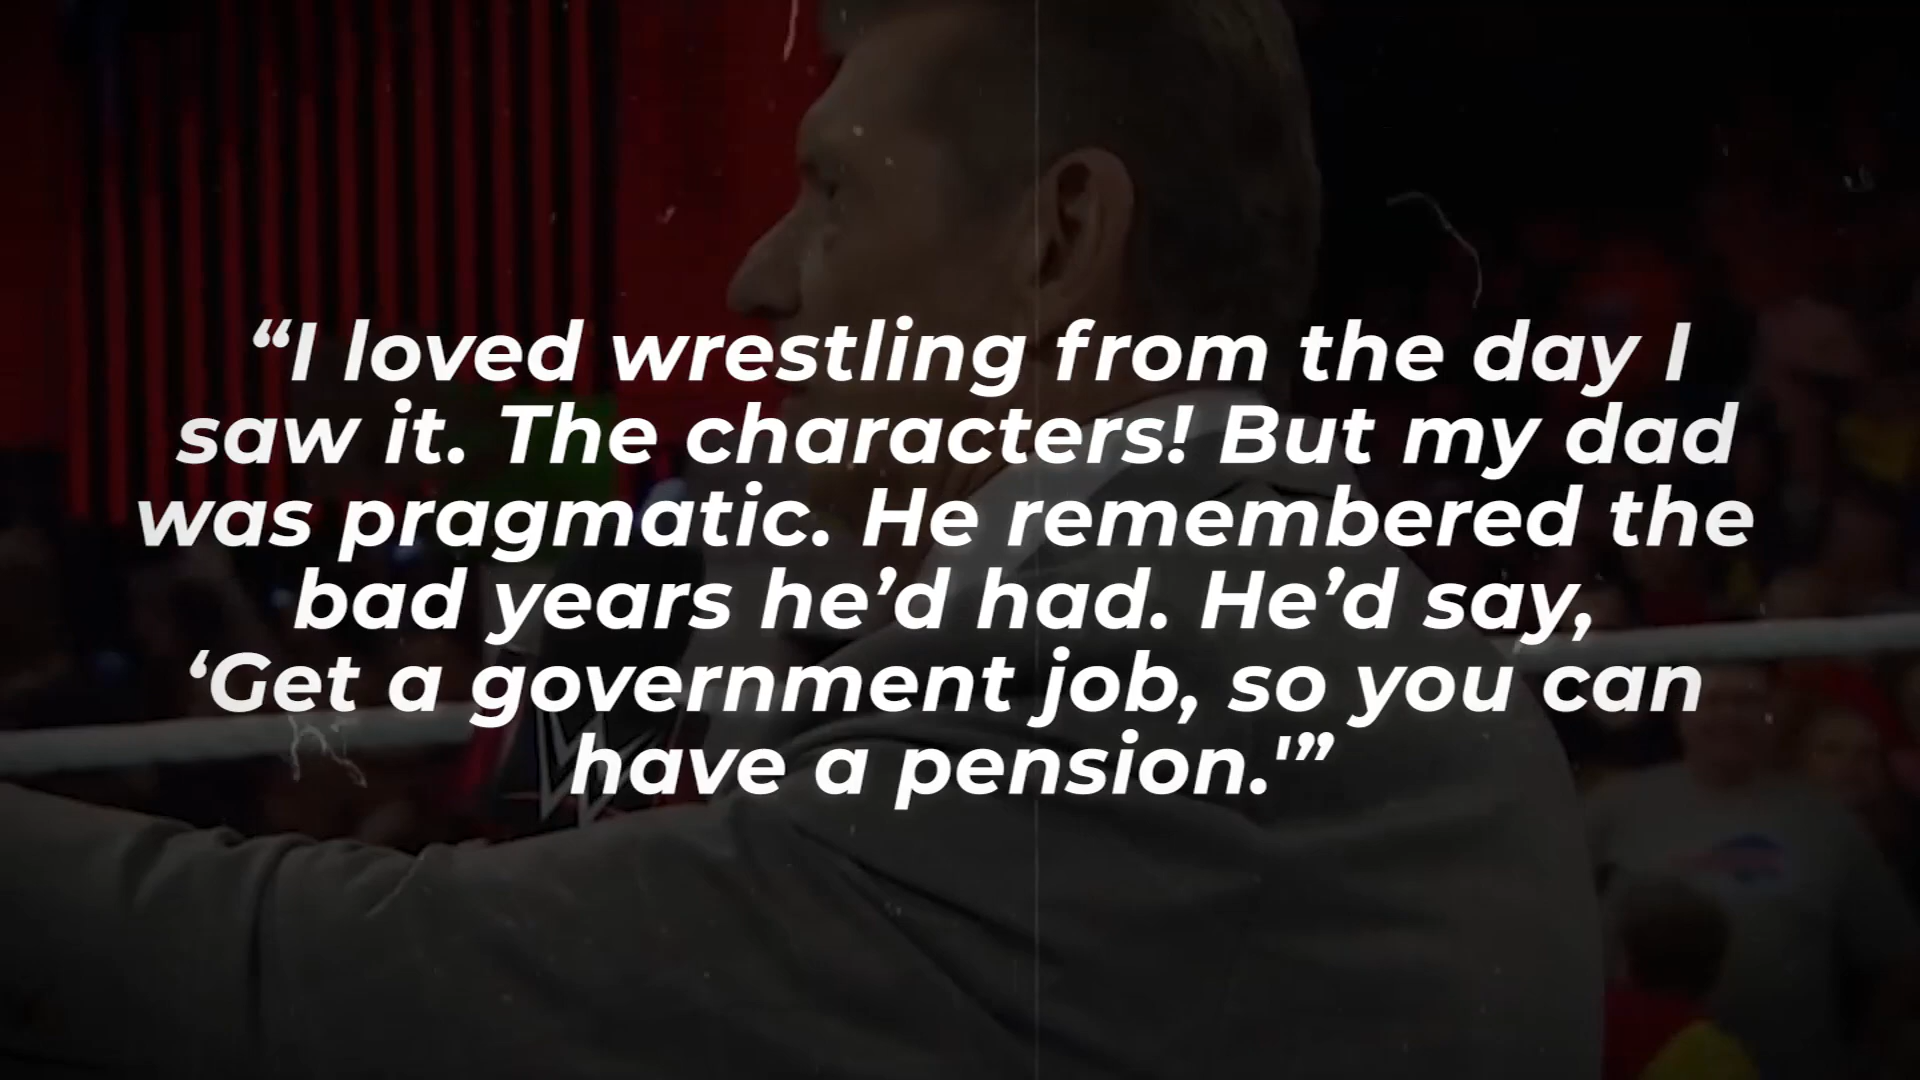 “I loved wrestling from the day I
saw it. The characters! But my dad
was pragmatic. He remembered the
bad years he’d had. He’d say,
‘Get a government job, so you can
have a pension.'”
W